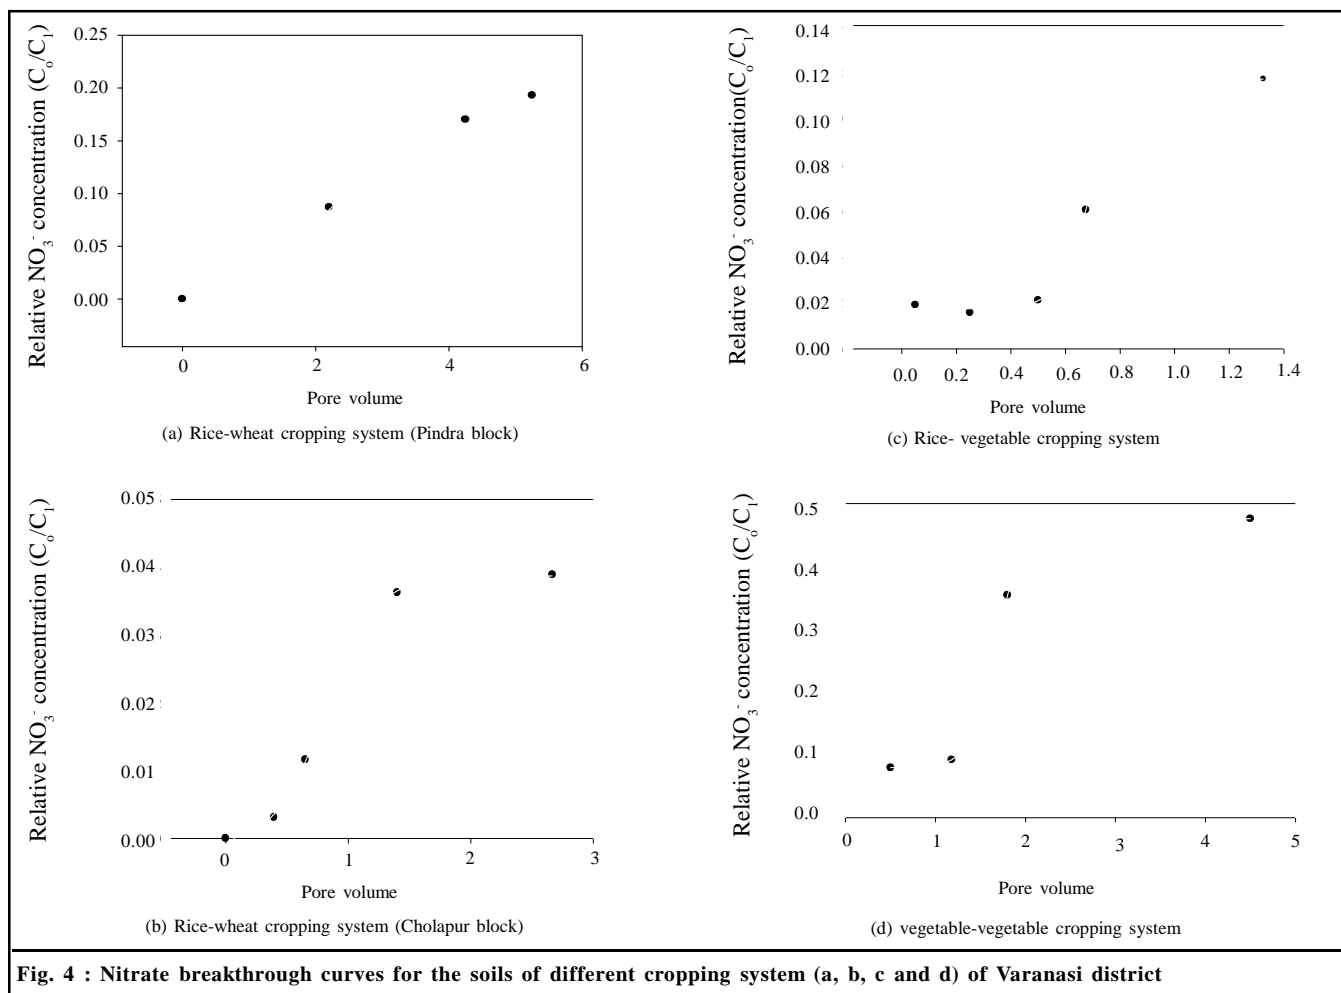 Relative NO3- concentration (Co/C1)
0.25
0.20
0.15
0.10
0.05
0.00
0 2 4 6
Pore volume
(a) Rice-wheat cropping system (Pindra block)
Relative NO3- concentration(Co/C1)
0.14
0.12
0.10
0.08
0.06
0.04
0.02
0.00
0.0 0.2 0.4 0.6 0.8 1.0 1.2 1.4
Pore volume
(c) Rice- vegetable cropping system
Relative NO3- concentration (Co/C1)
0.05
0.04
0.03
0.02
0.01
0.00
0 1 2 3
Pore volume
(b) Rice-wheat cropping system (Cholapur block)
Relative NO3- concentration (Co/C1)
0.5
0.4
0.3
0.2
0.1
0.0
0 1 2 3 4 5
Pore volume
(d) vegetable-vegetable cropping system
Fig. 4 : Nitrate breakthrough curves for the soils of different cropping system (a, b, c and d) of Varanasi district